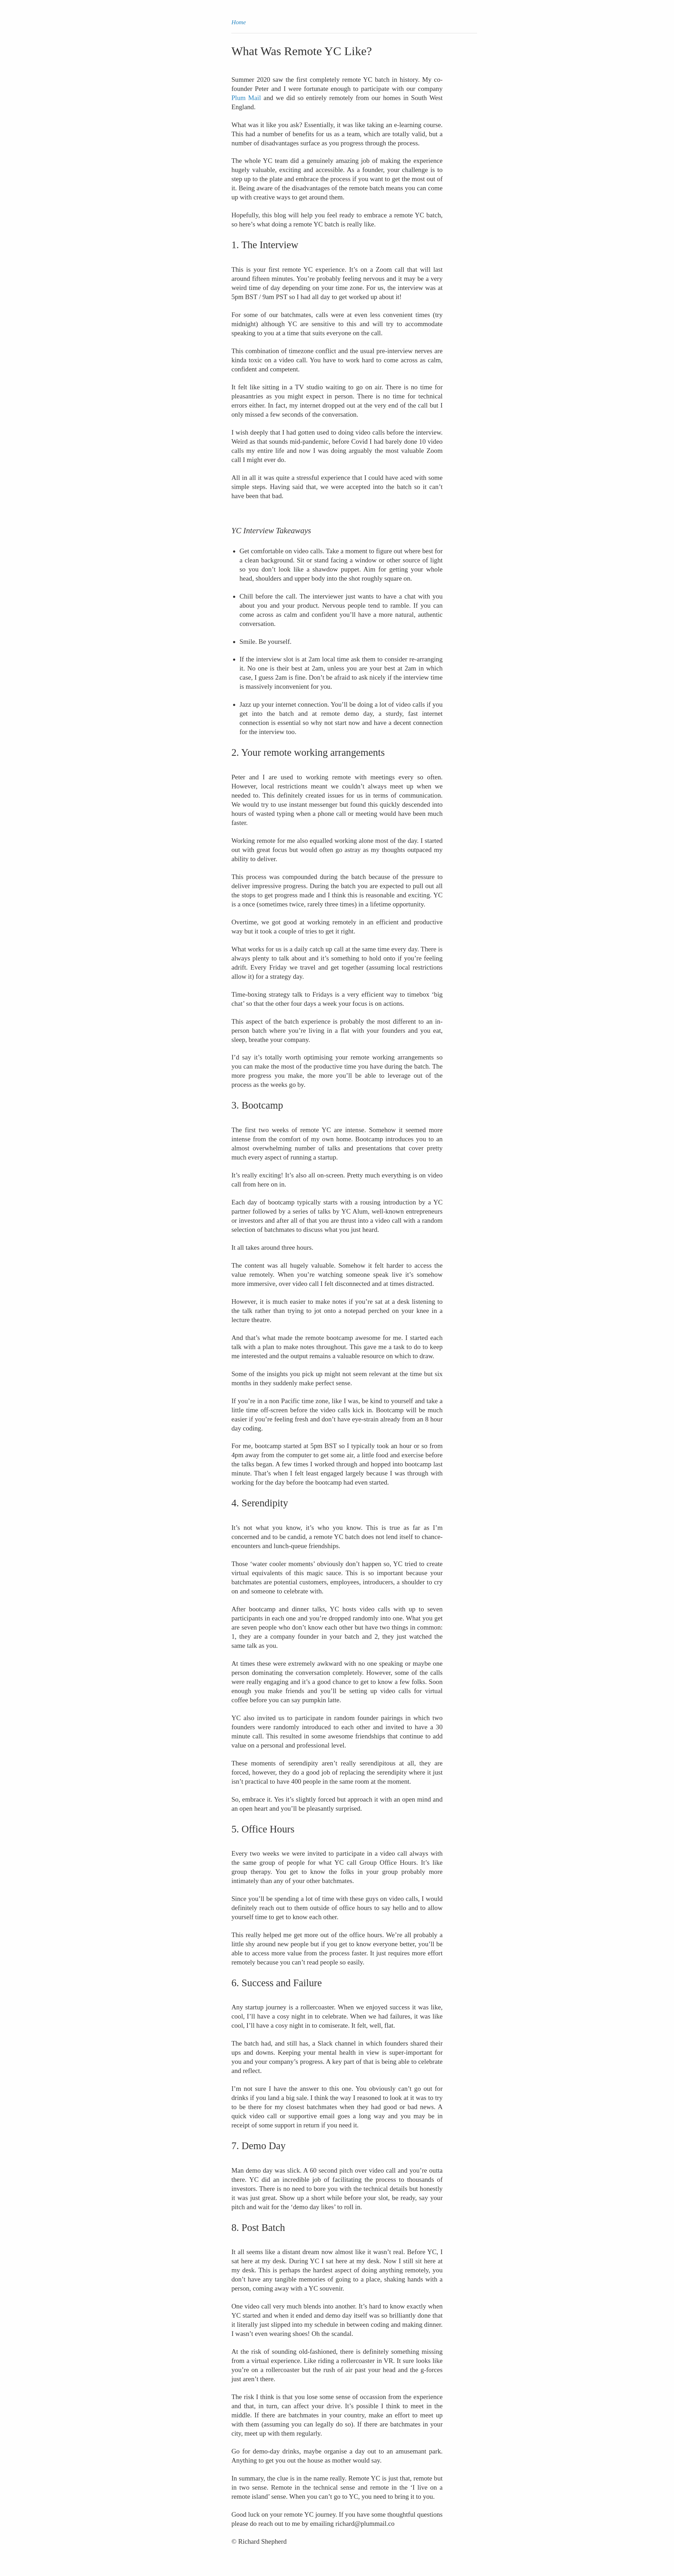 Home
What Was Remote YC Like?
Summer 2020 saw the first completely remote YC batch in history. My co-
founder Peter and I were fortunate enough to participate with our company
Plum Mail and we did so entirely remotely from our homes in South West
England.
What was it like you ask? Essentially, it was like taking an e-learning course.
This had a number of benefits for us as a team, which are totally valid, but a
number of disadvantages surface as you progress through the process.
The whole YC team did a genuinely amazing job of making the experience
hugely valuable, exciting and accessible. As a founder, your challenge is to
step up to the plate and embrace the process if you want to get the most out of
it. Being aware of the disadvantages of the remote batch means you can come
up with creative ways to get around them.
Hopefully, this blog will help you feel ready to embrace a remote YC batch,
so here’s what doing a remote YC batch is really like.
1. The Interview
This is your first remote YC experience. It’s on a Zoom call that will last
around fifteen minutes. You’re probably feeling nervous and it may be a very
weird time of day depending on your time zone. For us, the interview was at
5pm BST / 9am PST so I had all day to get worked up about it!
For some of our batchmates, calls were at even less convenient times (try
midnight) although YC are sensitive to this and will try to accommodate
speaking to you at a time that suits everyone on the call.
This combination of timezone conflict and the usual pre-interview nerves are
kinda toxic on a video call. You have to work hard to come across as calm,
confident and competent.
It felt like sitting in a TV studio waiting to go on air. There is no time for
pleasantries as you might expect in person. There is no time for technical
errors either. In fact, my internet dropped out at the very end of the call but I
only missed a few seconds of the conversation.
I wish deeply that I had gotten used to doing video calls before the interview.
Weird as that sounds mid-pandemic, before Covid I had barely done 10 video
calls my entire life and now I was doing arguably the most valuable Zoom
call I might ever do.
All in all it was quite a stressful experience that I could have aced with some
simple steps. Having said that, we were accepted into the batch so it can’t
have been that bad.
YC Interview Takeaways
• Get comfortable on video calls. Take a moment to figure out where best for
a clean background. Sit or stand facing a window or other source of light
so you don’t look like a shawdow puppet. Aim for getting your whole
head, shoulders and upper body into the shot roughly square on.
• Chill before the call. The interviewer just wants to have a chat with you
about you and your product. Nervous people tend to ramble. If you can
come across as calm and confident you’ll have a more natural, authentic
conversation.
• Smile. Be yourself.
• If the interview slot is at 2am local time ask them to consider re-arranging
it. No one is their best at 2am, unless you are your best at 2am in which
case, I guess 2am is fine. Don’t be afraid to ask nicely if the interview time
is massively inconvenient for you.
• Jazz up your internet connection. You’ll be doing a lot of video calls if you
get into the batch and at remote demo day, a sturdy, fast internet
connection is essential so why not start now and have a decent connection
for the interview too.
2. Your remote working arrangements
Peter and I are used to working remote with meetings every so often.
However, local restrictions meant we couldn’t always meet up when we
needed to. This definitely created issues for us in terms of communication.
We would try to use instant messenger but found this quickly descended into
hours of wasted typing when a phone call or meeting would have been much
faster.
Working remote for me also equalled working alone most of the day. I started
out with great focus but would often go astray as my thoughts outpaced my
ability to deliver.
This process was compounded during the batch because of the pressure to
deliver impressive progress. During the batch you are expected to pull out all
the stops to get progress made and I think this is reasonable and exciting. YC
is a once (sometimes twice, rarely three times) in a lifetime opportunity.
Overtime, we got good at working remotely in an efficient and productive
way but it took a couple of tries to get it right.
What works for us is a daily catch up call at the same time every day. There is
always plenty to talk about and it’s something to hold onto if you’re feeling
adrift. Every Friday we travel and get together (assuming local restrictions
allow it) for a strategy day.
Time-boxing strategy talk to Fridays is a very efficient way to timebox ‘big
chat’ so that the other four days a week your focus is on actions.
This aspect of the batch experience is probably the most different to an in-
person batch where you’re living in a flat with your founders and you eat,
sleep, breathe your company.
I’d say it’s totally worth optimising your remote working arrangements so
you can make the most of the productive time you have during the batch. The
more progress you make, the more you’ll be able to leverage out of the
process as the weeks go by.
3. Bootcamp
The first two weeks of remote YC are intense. Somehow it seemed more
intense from the comfort of my own home. Bootcamp introduces you to an
almost overwhelming number of talks and presentations that cover pretty
much every aspect of running a startup.
It’s really exciting! It’s also all on-screen. Pretty much everything is on video
call from here on in.
Each day of bootcamp typically starts with a rousing introduction by a YC
partner followed by a series of talks by YC Alum, well-known entrepreneurs
or investors and after all of that you are thrust into a video call with a random
selection of batchmates to discuss what you just heard.
It all takes around three hours.
The content was all hugely valuable. Somehow it felt harder to access the
value remotely. When you’re watching someone speak live it’s somehow
more immersive, over video call I felt disconnected and at times distracted.
However, it is much easier to make notes if you’re sat at a desk listening to
the talk rather than trying to jot onto a notepad perched on your knee in a
lecture theatre.
And that’s what made the remote bootcamp awesome for me. I started each
talk with a plan to make notes throughout. This gave me a task to do to keep
me interested and the output remains a valuable resource on which to draw.
Some of the insights you pick up might not seem relevant at the time but six
months in they suddenly make perfect sense.
If you’re in a non Pacific time zone, like I was, be kind to yourself and take a
little time off-screen before the video calls kick in. Bootcamp will be much
easier if you’re feeling fresh and don’t have eye-strain already from an 8 hour
day coding.
For me, bootcamp started at 5pm BST so I typically took an hour or so from
4pm away from the computer to get some air, a little food and exercise before
the talks began. A few times I worked through and hopped into bootcamp last
minute. That’s when I felt least engaged largely because I was through with
working for the day before the bootcamp had even started.
4. Serendipity
It’s not what you know, it’s who you know. This is true as far as I’m
concerned and to be candid, a remote YC batch does not lend itself to chance-
encounters and lunch-queue friendships.
Those ‘water cooler moments’ obviously don’t happen so, YC tried to create
virtual equivalents of this magic sauce. This is so important because your
batchmates are potential customers, employees, introducers, a shoulder to cry
on and someone to celebrate with.
After bootcamp and dinner talks, YC hosts video calls with up to seven
participants in each one and you’re dropped randomly into one. What you get
are seven people who don’t know each other but have two things in common:
1, they are a company founder in your batch and 2, they just watched the
same talk as you.
At times these were extremely awkward with no one speaking or maybe one
person dominating the conversation completely. However, some of the calls
were really engaging and it’s a good chance to get to know a few folks. Soon
enough you make friends and you’ll be setting up video calls for virtual
coffee before you can say pumpkin latte.
YC also invited us to participate in random founder pairings in which two
founders were randomly introduced to each other and invited to have a 30
minute call. This resulted in some awesome friendships that continue to add
value on a personal and professional level.
These moments of serendipity aren’t really serendipitous at all, they are
forced, however, they do a good job of replacing the serendipity where it just
isn’t practical to have 400 people in the same room at the moment.
So, embrace it. Yes it’s slightly forced but approach it with an open mind and
an open heart and you’ll be pleasantly surprised.
5. Office Hours
Every two weeks we were invited to participate in a video call always with
the same group of people for what YC call Group Office Hours. It’s like
group therapy. You get to know the folks in your group probably more
intimately than any of your other batchmates.
Since you’ll be spending a lot of time with these guys on video calls, I would
definitely reach out to them outside of office hours to say hello and to allow
yourself time to get to know each other.
This really helped me get more out of the office hours. We’re all probably a
little shy around new people but if you get to know everyone better, you’ll be
able to access more value from the process faster. It just requires more effort
remotely because you can’t read people so easily.
6. Success and Failure
Any startup journey is a rollercoaster. When we enjoyed success it was like,
cool, I’ll have a cosy night in to celebrate. When we had failures, it was like
cool, I’ll have a cosy night in to comiserate. It felt, well, flat.
The batch had, and still has, a Slack channel in which founders shared their
ups and downs. Keeping your mental health in view is super-important for
you and your company’s progress. A key part of that is being able to celebrate
and reflect.
I’m not sure I have the answer to this one. You obviously can’t go out for
drinks if you land a big sale. I think the way I reasoned to look at it was to try
to be there for my closest batchmates when they had good or bad news. A
quick video call or supportive email goes a long way and you may be in
receipt of some support in return if you need it.
7. Demo Day
Man demo day was slick. A 60 second pitch over video call and you’re outta
there. YC did an incredible job of facilitating the process to thousands of
investors. There is no need to bore you with the technical details but honestly
it was just great. Show up a short while before your slot, be ready, say your
pitch and wait for the ‘demo day likes’ to roll in.
8. Post Batch
It all seems like a distant dream now almost like it wasn’t real. Before YC, I
sat here at my desk. During YC I sat here at my desk. Now I still sit here at
my desk. This is perhaps the hardest aspect of doing anything remotely, you
don’t have any tangible memories of going to a place, shaking hands with a
person, coming away with a YC souvenir.
One video call very much blends into another. It’s hard to know exactly when
YC started and when it ended and demo day itself was so brilliantly done that
it literally just slipped into my schedule in between coding and making dinner.
I wasn’t even wearing shoes! Oh the scandal.
At the risk of sounding old-fashioned, there is definitely something missing
from a virtual experience. Like riding a rollercoaster in VR. It sure looks like
you’re on a rollercoaster but the rush of air past your head and the g-forces
just aren’t there.
The risk I think is that you lose some sense of occassion from the experience
and that, in turn, can affect your drive. It’s possible I think to meet in the
middle. If there are batchmates in your country, make an effort to meet up
with them (assuming you can legally do so). If there are batchmates in your
city, meet up with them regularly.
Go for demo-day drinks, maybe organise a day out to an amusemant park.
Anything to get you out the house as mother would say.
In summary, the clue is in the name really. Remote YC is just that, remote but
in two sense. Remote in the technical sense and remote in the ‘I live on a
remote island’ sense. When you can’t go to YC, you need to bring it to you.
Good luck on your remote YC journey. If you have some thoughtful questions
please do reach out to me by emailing richard@plummail.co
© Richard Shepherd